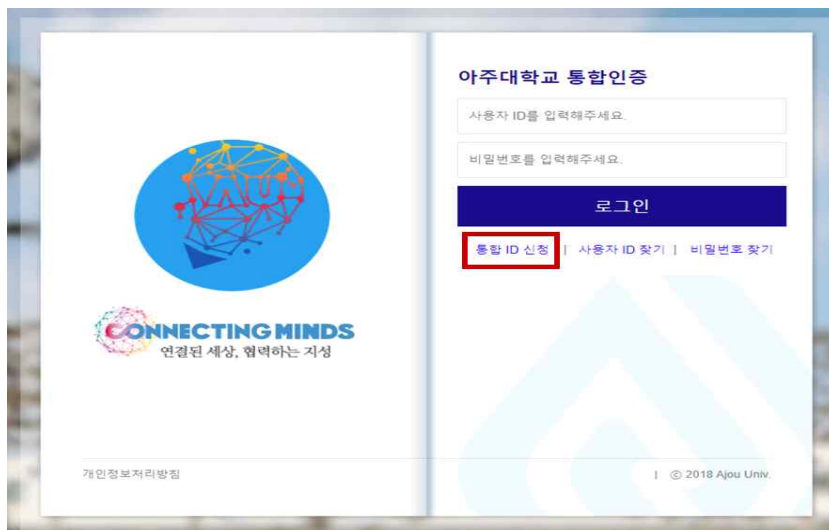 CONNECTING MINDS
연결된 세상, 협력하는 지성
개인정보처리방침
아주대학교 통합인증
사용자 ID를 입력해주세요.
비밀번호를 입력해주세요.
로그인
통합 ID 신청 | 사용자 ID 찾기 | 비밀번호 찾기
| © 2018 Ajou Univ.